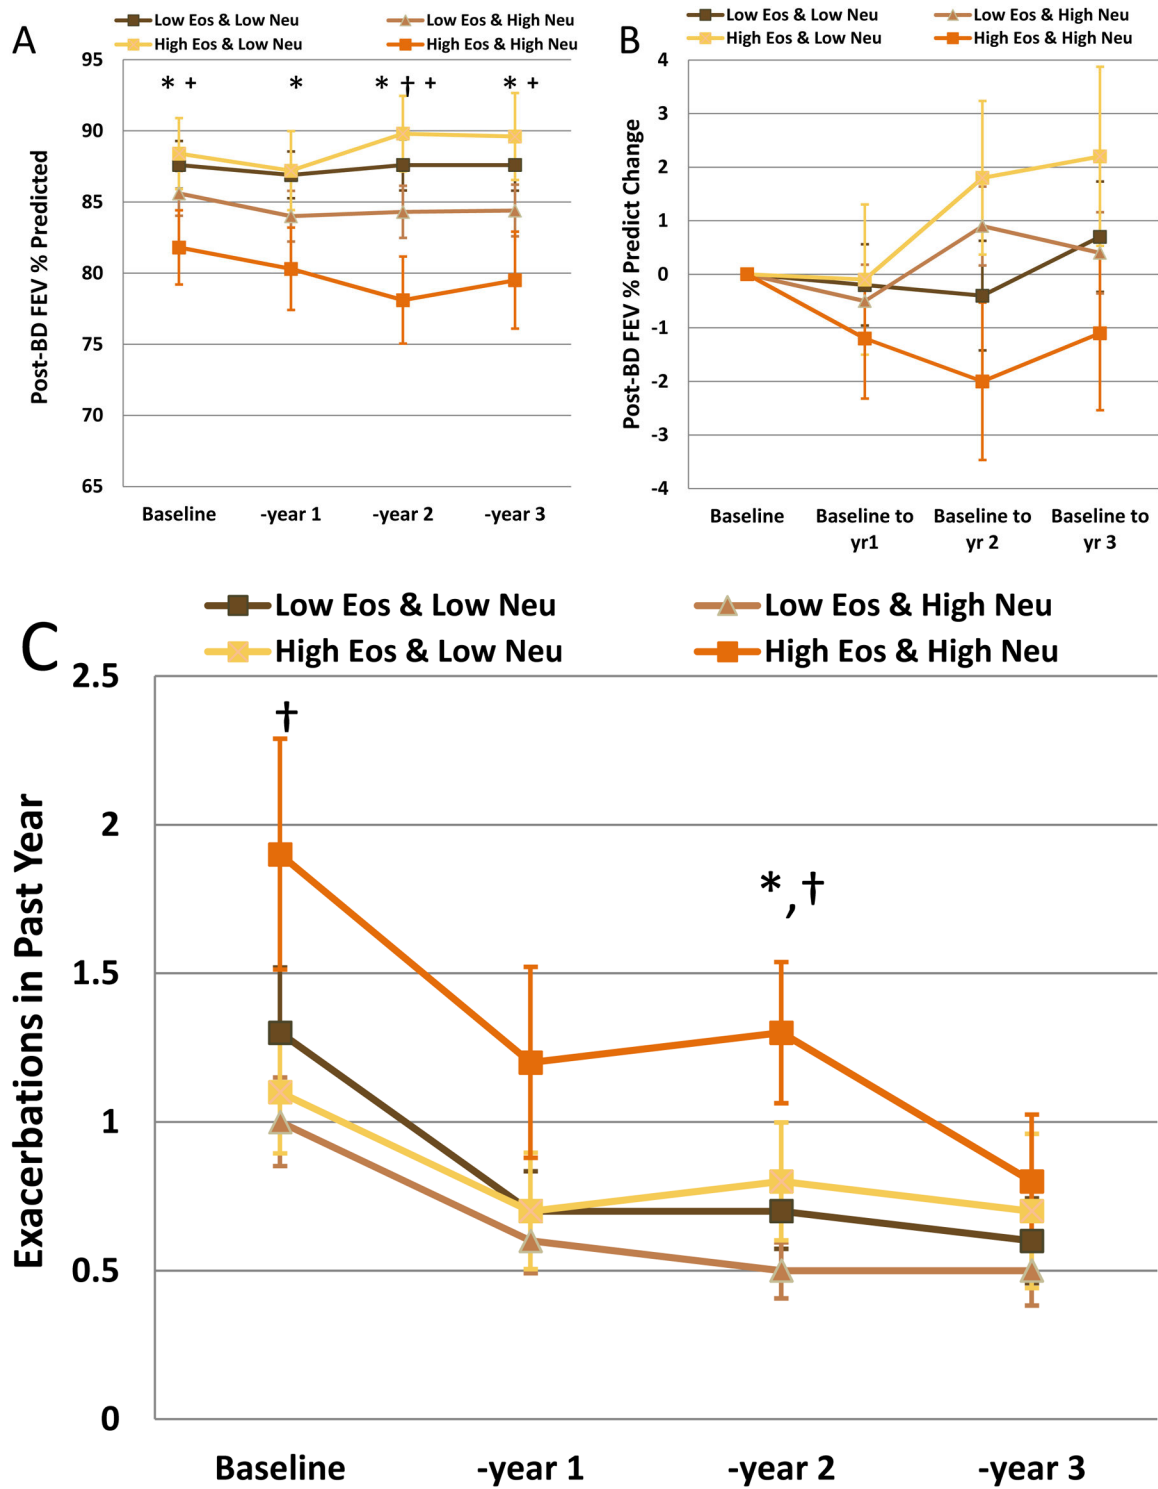 A
Low Eos & Low Neu
Low Eos & High Neu
High Eos & Low Neu
High Eos & High Neu
95
90
85
80
75
70
65
* +
*
* † +
* +
Post-BD FEV % Predicted
Baseline
-year 1
-year 2
-year 3
B
Low Eos & Low Neu
Low Eos & High Neu
High Eos & Low Neu
High Eos & High Neu
4
3
2
1
0
-1
-2
-3
-4
Post-BD FEV % Predict Change
Baseline
Baseline to
yr1
Baseline to
yr 2
Baseline to
yr 3
C
Low Eos & Low Neu
Low Eos & High Neu
High Eos & Low Neu
High Eos & High Neu
2.5
2
1.5
1
0.5
0
†
*,†
Exacerbations in Past Year
Baseline
-year 1
-year 2
-year 3